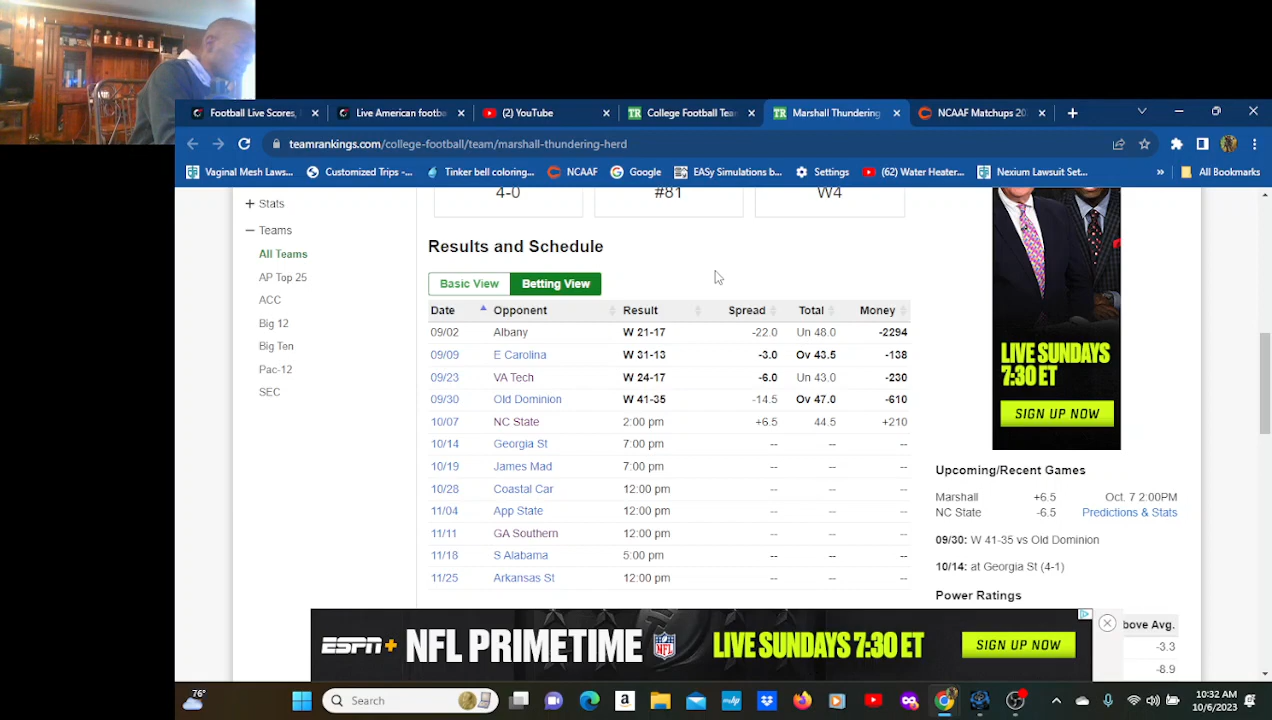 Football Live Scores,
Live American footba
(2) YouTube
College Football Tea
Marshall Thundering
NCAAF Matchups 202
teamrankings.com/college-football/team/marshall-thundering-herd
Vaginal Mesh Laws...
Customized Trips -...
Tinker bell coloring...
NCAAF
Google
EASy Simulations b...
Settings
(62) Water Heater...
Nexium Lawsuit Set...
»
All Bookmarks
Stats
Teams
All Teams
AP Top 25
ACC
Big 12
Big Ten
Pac-12
SEC
4-0 #81 W4
Results and Schedule
Basic View Betting View
Date Opponent Result Spread Total Money
09/02 Albany W 21-17 -22.0 Un 48.0 -2294
09/09 E Carolina W 31-13 -3.0 Ov 43.5 -138
09/23 VA Tech W 24-17 -6.0 Un 43.0 -230
09/30 Old Dominion W 41-35 -14.5 Ov 47.0 -610
10/07 NC State 2:00 pm +6.5 44.5 +210
10/14 Georgia St 7:00 pm -- -- --
10/19 James Mad 7:00 pm -- -- --
10/28 Coastal Car 12:00 pm -- -- --
11/04 App State 12:00 pm -- -- --
11/11 GA Southern 12:00 pm -- -- --
11/18 S Alabama 5:00 pm -- -- --
11/25 Arkansas St 12:00 pm -- -- --
LIVE SUNDAYS
7:30 ET
SIGN UP NOW
Upcoming/Recent Games
Marshall +6.5 Oct. 7 2:00PM
NC State -6.5 Predictions & Stats
09/30: W 41-35 vs Old Dominion
10/14: at Georgia St (4-1)
Power Ratings
bove Avg.
-3.3
-8.9
ESPN+ NFL PRIMETIME NFL LIVE SUNDAYS 7:30 ET SIGN UP NOW
76°
Search
10:32 AM
10/6/2023